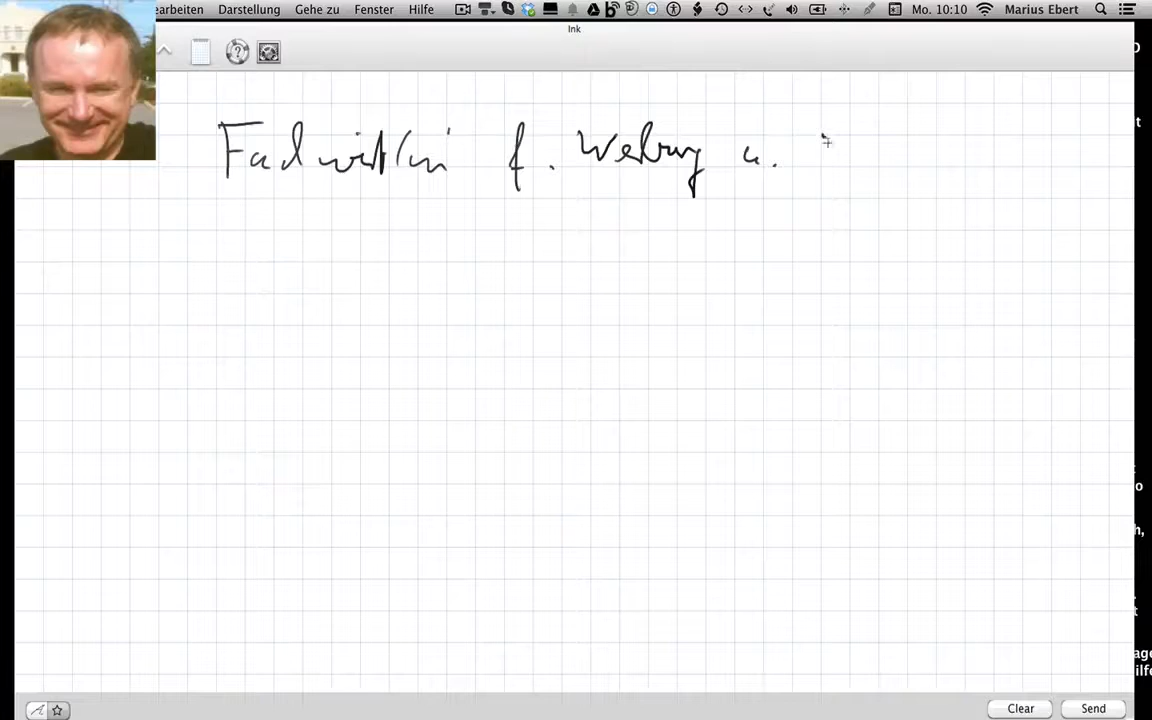 earbeiten Darstellung Gehe zu Fenster Hilfe Mo. 10:10 Marius Ebert
Ink
Fachwirt/in f. Werbung u.
Clear Send